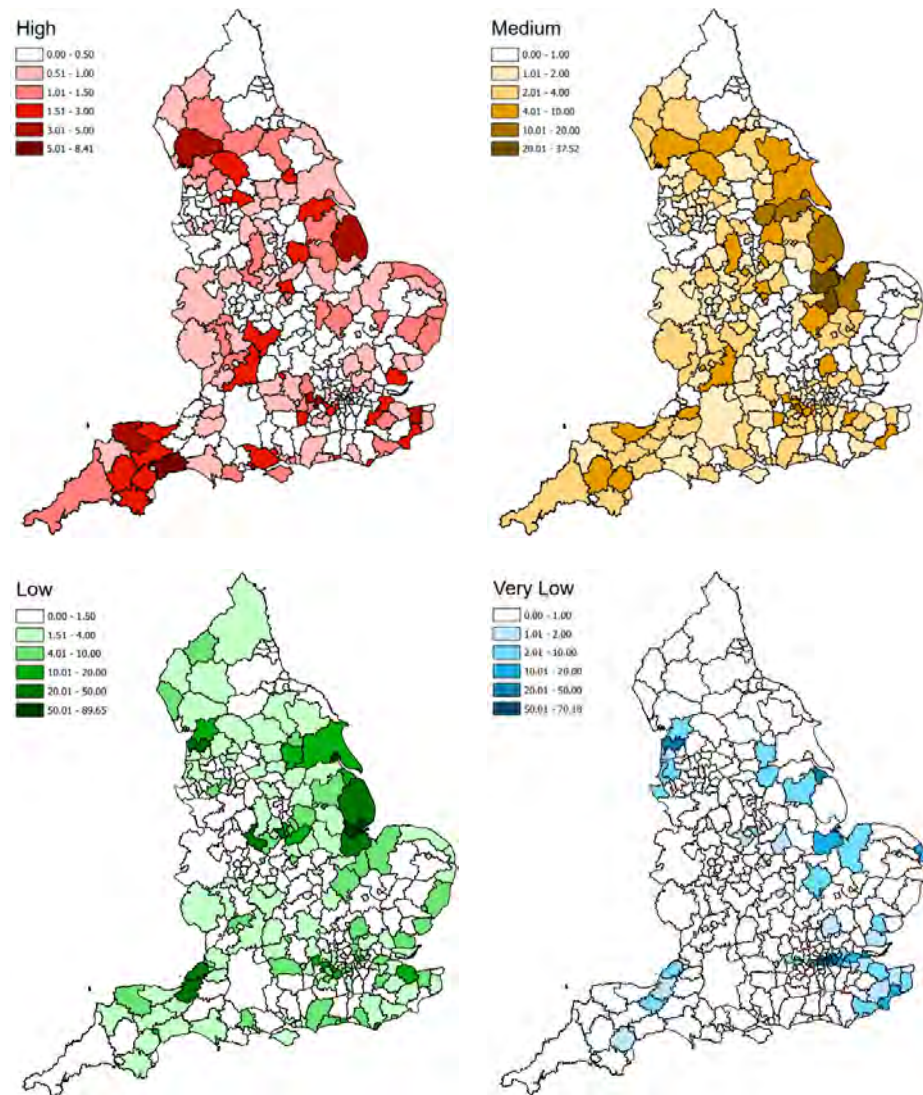 High
0.00 - 0.50
0.51 - 1.00
1.01 - 1.50
1.51 - 3.00
3.01 - 5.00
5.01 - 8.41
Medium
0.00 - 1.00
1.01 - 2.00
2.01 - 4.00
4.01 - 10.00
10.01 - 20.00
20.01 - 37.52
Low
0.00 - 1.50
1.51 - 4.00
4.01 - 10.00
10.01 - 20.00
20.01 - 50.00
50.01 - 89.65
Very Low
0.00 - 1.00
1.01 - 2.00
2.01 - 10.00
10.01 - 20.00
20.01 - 50.00
50.01 - 70.18